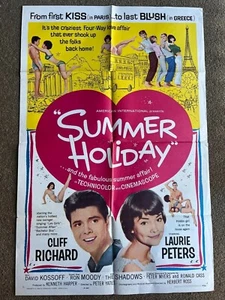 From first KISS (in PARIS) ... to last BLUSH (in GREECE)!
It's the Craziest Four-Way
love affair
that ever shook up
the folks
back home!
AMERICAN INTERNATIONAL presents
"SUMMER
HOLIDAY"
...and the fabulous summer affair!
in TECHNICOLOR and CINEMASCOPE
CLIFF
RICHARD
LAURIE
PETERS
DAVID KOSSOFF
RON MOODY
THE SHADOWS
PETER MYERS and RONALD CASS
KENNETH HARPER
PETER YATES
HERBERT ROSS